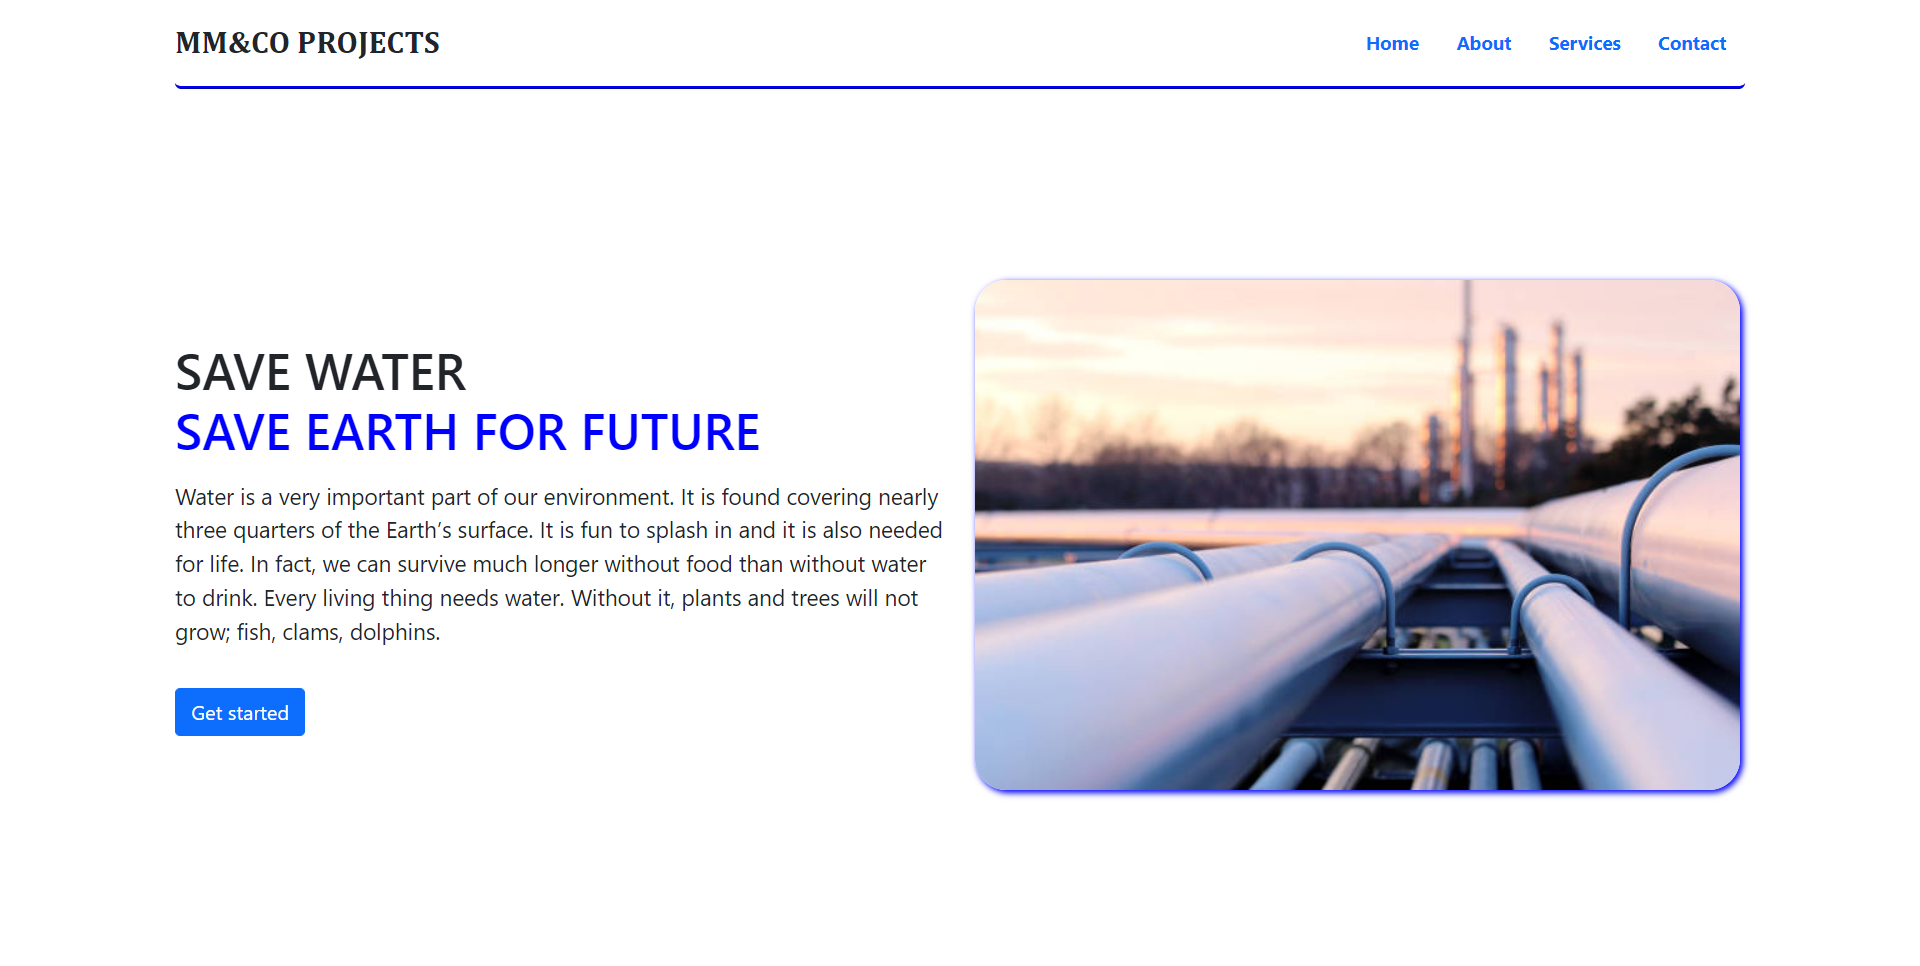 MM&CO PROJECTS
Home About Services Contact
SAVE WATER
SAVE EARTH FOR FUTURE
Water is a very important part of our environment. It is found covering nearly
three quarters of the Earth’s surface. It is fun to splash in and it is also needed
for life. In fact, we can survive much longer without food than without water
to drink. Every living thing needs water. Without it, plants and trees will not
grow; fish, clams, dolphins.
Get started